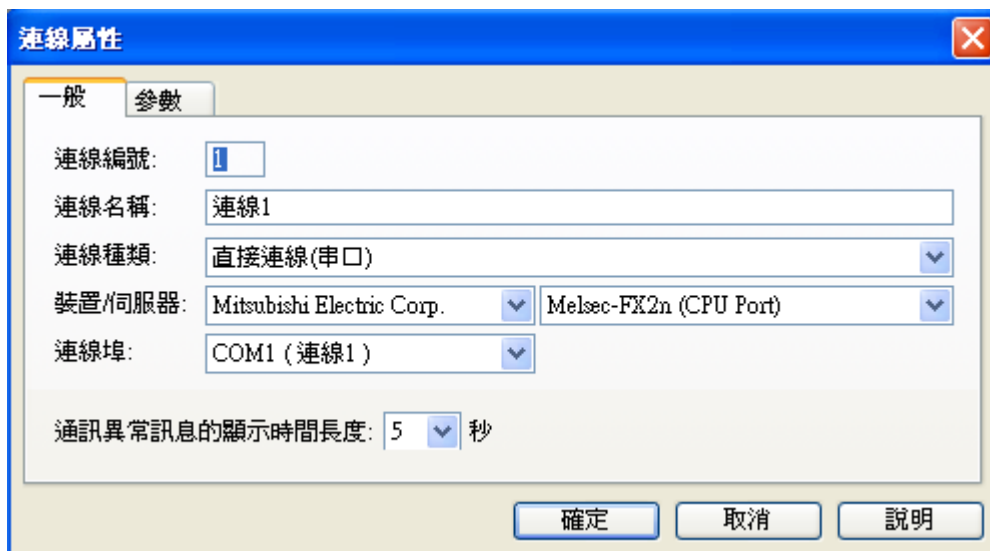 連線屬性
一般 參數
連線編號: 1
連線名稱: 連線1
連線種類: 直接連線(串口)
裝置/伺服器: Mitsubishi Electric Corp. Melsec-FX2n (CPU Port)
連線埠: COM1 (連線1)
通訊異常訊息的顯示時間長度: 5 秒
確定 取消 說明